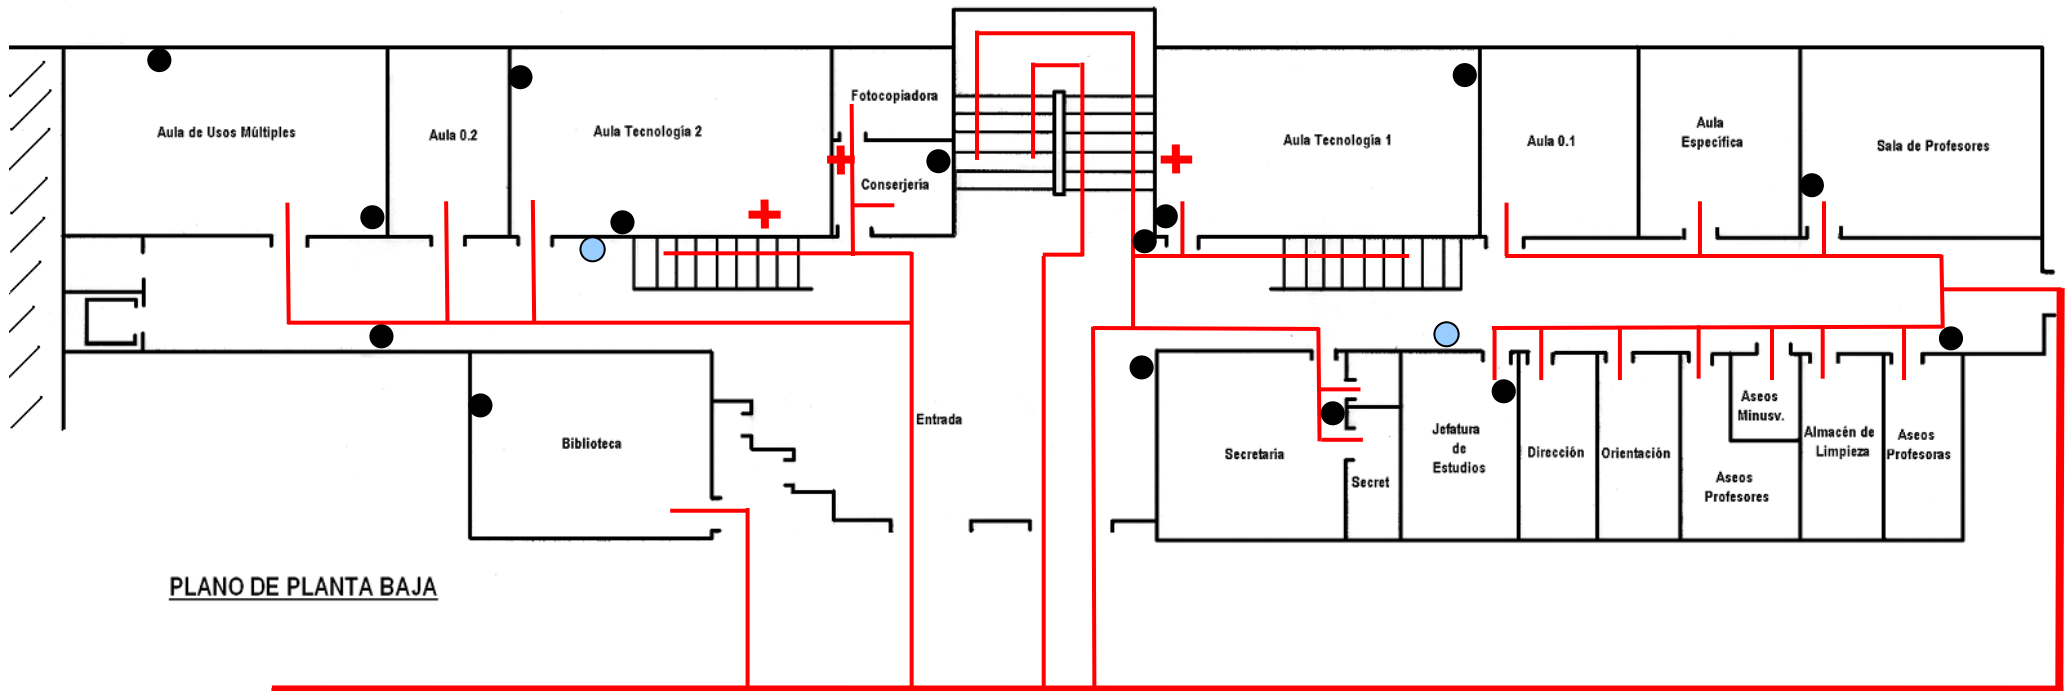 Fotocopiadora
Aula de Usos Múltiples
Aula 0.2
Aula Tecnología 2
Conserjería
Aula Tecnología 1
Aula 0.1
Aula
Específica
Sala de Profesores
Entrada
Biblioteca
Secretaría
Secret
Jefatura
de
Estudios
Dirección
Orientación
Aseos
Minusv.
Aseos
Profesores
Almacén de
Limpieza
Aseos
Profesoras
PLANO DE PLANTA BAJA